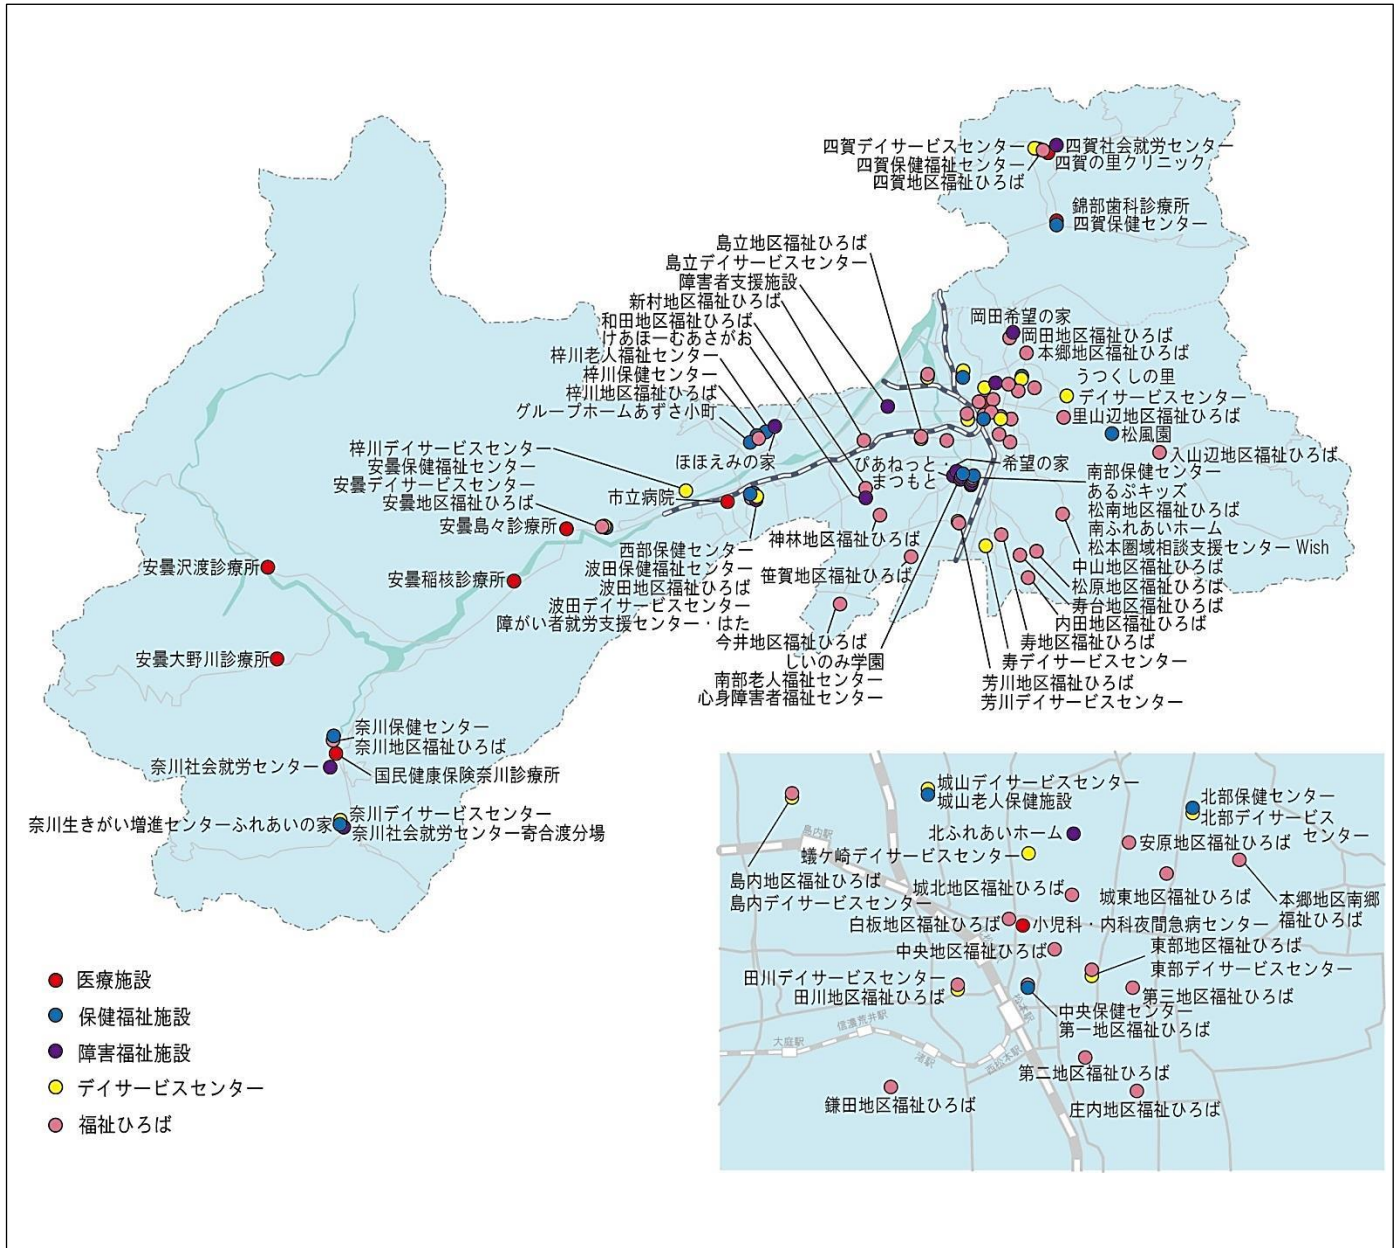 四賀デイサービスセンター
四賀保健福祉センター
四賀地区福祉ひろば
四賀社会就労センター
四賀の里クリニック
錦部歯科診療所
四賀保健センター
島立地区福祉ひろば
島立デイサービスセンター
障害者支援施設
新村地区福祉ひろば
和田地区福祉ひろば
けあほーむあさがお
梓川老人福祉センター
梓川保健センター
梓川地区福祉ひろば
グループホームあずさ小町
岡田希望の家
岡田地区福祉ひろば
本郷地区福祉ひろば
うつくしの里
デイサービスセンター
里山辺地区福祉ひろば
松風園
入山辺地区福祉ひろば
梓川デイサービスセンター
安曇保健福祉センター
安曇デイサービスセンター
安曇地区福祉ひろば
安曇島々診療所
ほほえみの家
市立病院
ぴあねっと・
まつもと
希望の家
南部保健センター
あるぷキッズ
松南地区福祉ひろば
南ふれあいホーム
松本圏域相談支援センター Wish
中山地区福祉ひろば
松原地区福祉ひろば
寿台地区福祉ひろば
内田地区福祉ひろば
寿地区福祉ひろば
寿デイサービスセンター
芳川地区福祉ひろば
芳川デイサービスセンター
西部保健センター
波田保健福祉センター
波田地区福祉ひろば
波田デイサービスセンター
障がい者就労支援センター・はた
神林地区福祉ひろば
笹賀地区福祉ひろば
今井地区福祉ひろば
しいのみ学園
南部老人福祉センター
心身障害者福祉センター
安曇沢渡診療所
安曇稲核診療所
安曇大野川診療所
奈川保健センター
奈川地区福祉ひろば
奈川社会就労センター
国民健康保険奈川診療所
奈川デイサービスセンター
奈川生きがい増進センターふれあいの家
奈川社会就労センター寄合渡分場
医療施設
保健福祉施設
障害福祉施設
デイサービスセンター
福祉ひろば
城山デイサービスセンター
城山老人保健施設
北部保健センター
北部デイサービス
センター
北ふれあいホーム
蟻ケ崎デイサービスセンター
安原地区福祉ひろば
島内駅
島内地区福祉ひろば
島内デイサービスセンター
城北地区福祉ひろば
城東地区福祉ひろば
本郷地区南郷
福祉ひろば
白板地区福祉ひろば
小児科・内科夜間急病センター
中央地区福祉ひろば
東部地区福祉ひろば
東部デイサービスセンター
田川デイサービスセンター
田川地区福祉ひろば
第三地区福祉ひろば
中央保健センター
第一地区福祉ひろば
信濃荒井駅
大庭駅
渚駅
西松本駅
松本駅
第二地区福祉ひろば
鎌田地区福祉ひろば
庄内地区福祉ひろば